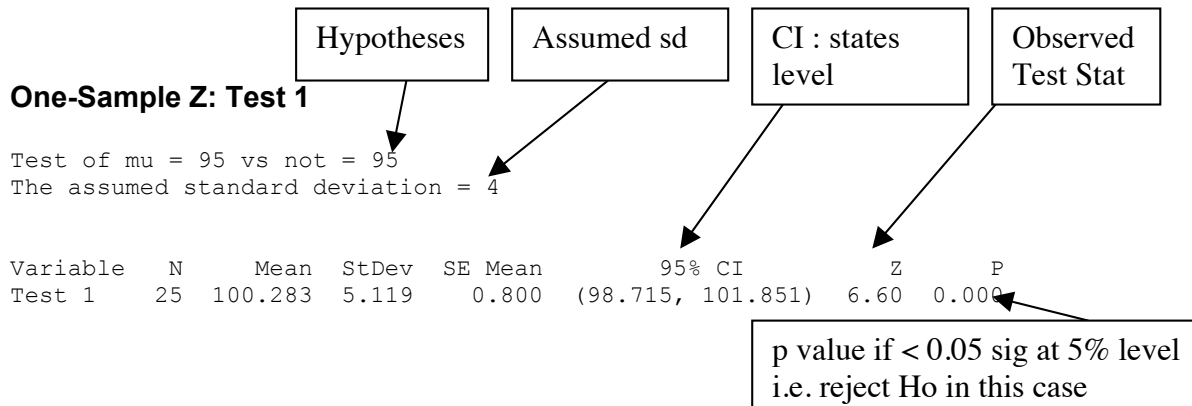 Hypotheses
Assumed sd
CI : states
level
Observed
Test Stat
One-Sample Z: Test 1
Test of mu = 95 vs not = 95
The assumed standard deviation = 4
Variable N Mean StDev SE Mean 95% CI Z P
Test 1 25 100.283 5.119 0.800 (98.715, 101.851) 6.60 0.000
p value if < 0.05 sig at 5% level
i.e. reject Ho in this case